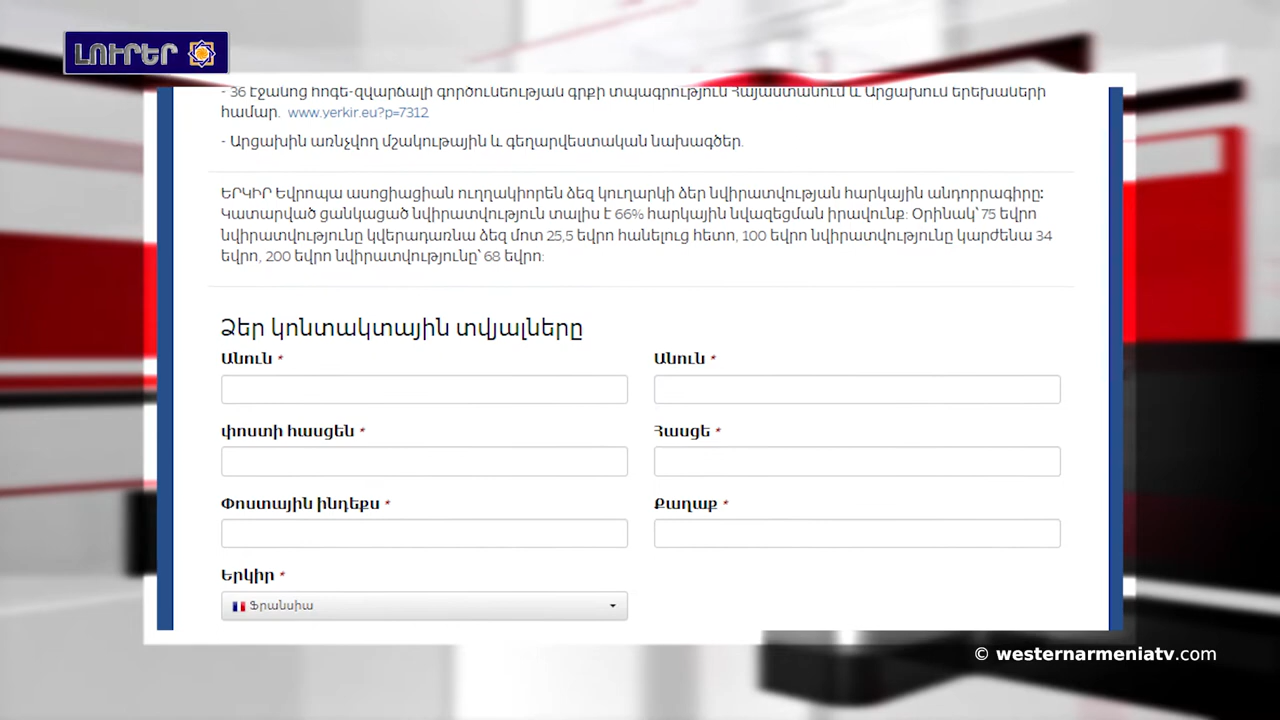 ԼՈՒՐԵՐ
- 36 էջանոց հոգե-զվարճալի գործունեության գրքի տպագրություն Հայաստանում և Արցախում երեխաների
համար. www.yerkir.eu?p=7312
- Արցախին առնչվող մշակութային և գեղարվեստական նախագծեր.
ԵՐԿԻՐ Եվրոպա ասոցիացիան ուղղակիորեն ձեզ կուղարկի ձեր նվիրատվության հարկային անդորրագիրը:
Կատարված ցանկացած նվիրատվություն տալիս է 66% հարկային նվազեցման իրավունք: Օրինակ՝ 75 եվրո
նվիրատվությունը կվերադառնա ձեզ մոտ 25,5 եվրո հանելուց հետո, 100 եվրո նվիրատվությունը կարժենա 34
եվրո, 200 եվրո նվիրատվությունը՝ 68 եվրո:
Ձեր կոնտակտային տվյալները
Անուն * Անուն *
փոստի հասցեն * Հասցե *
Փոստային ինդեքս * Քաղաք *
Երկիր *
Ֆրանսիա
© westernarmeniatv.com